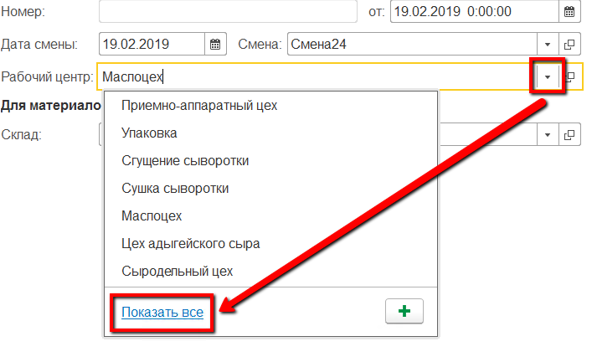 Номер: от: 19.02.2019 0:00:00
Дата смены: 19.02.2019 Смена: Смена24
Рабочий центр: Маслоцех
Для материало
Приемно-аппаратный цех
Упаковка
Склад:
Сгущение сыворотки
Сушка сыворотки
Маслоцех
Цех адыгейского сыра
Сыродельный цех
Показать все